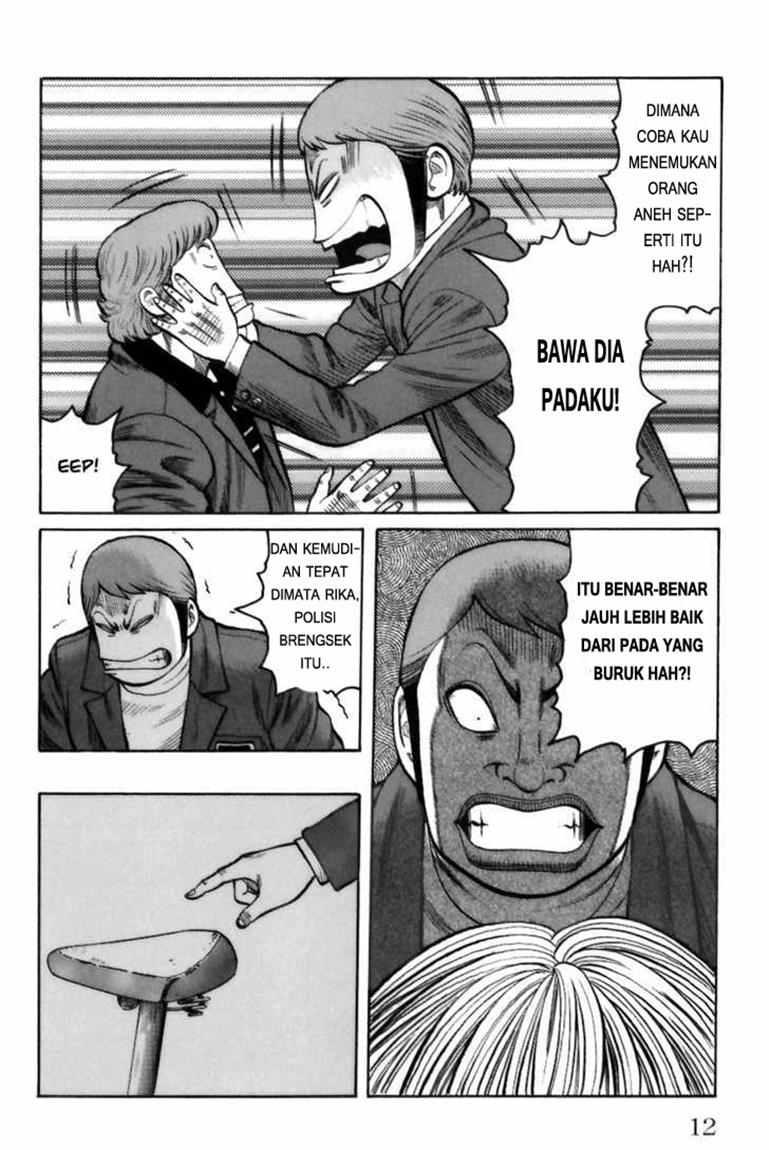 DIMANA
COBA KAU
MENEMUKAN
ORANG
ANEH SEP-
ERTI ITU
HAH?!
BAWA DIA
PADAKU!
EEP!
ITU BENAR-BENAR
JAUH LEBIH BAIK
DARI PADA YANG
BURUK HAH?!
DAN KEMUDI-
AN TEPAT
DIMATA RIKA,
POLISI
BRENGSEK
ITU..
12